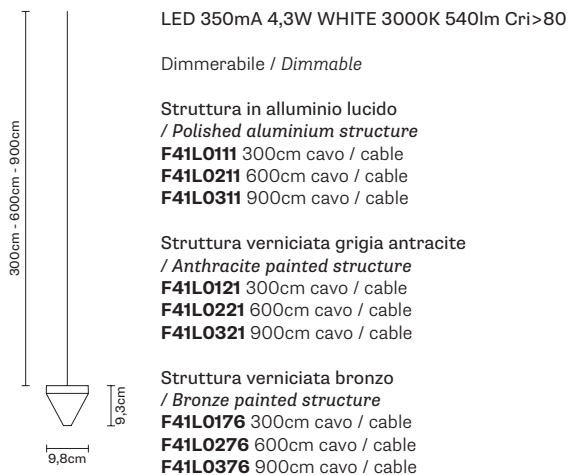 LED 350mA 4,3W WHITE 3000K 540lm Cri>80
Dimmerabile / Dimmable
Struttura in alluminio lucido
/ Polished aluminium structure
F41L0111 300cm cavo / cable
F41L0211 600cm cavo / cable
F41L0311 900cm cavo / cable
Struttura verniciata grigia antracite
/ Anthracite painted structure
F41L0121 300cm cavo / cable
F41L0221 600cm cavo / cable
F41L0321 900cm cavo / cable
Struttura verniciata bronzo
/ Bronze painted structure
F41L0176 300cm cavo / cable
F41L0276 600cm cavo / cable
F41L0376 900cm cavo / cable
300cm - 600cm - 900cm
9,3cm
9,8cm